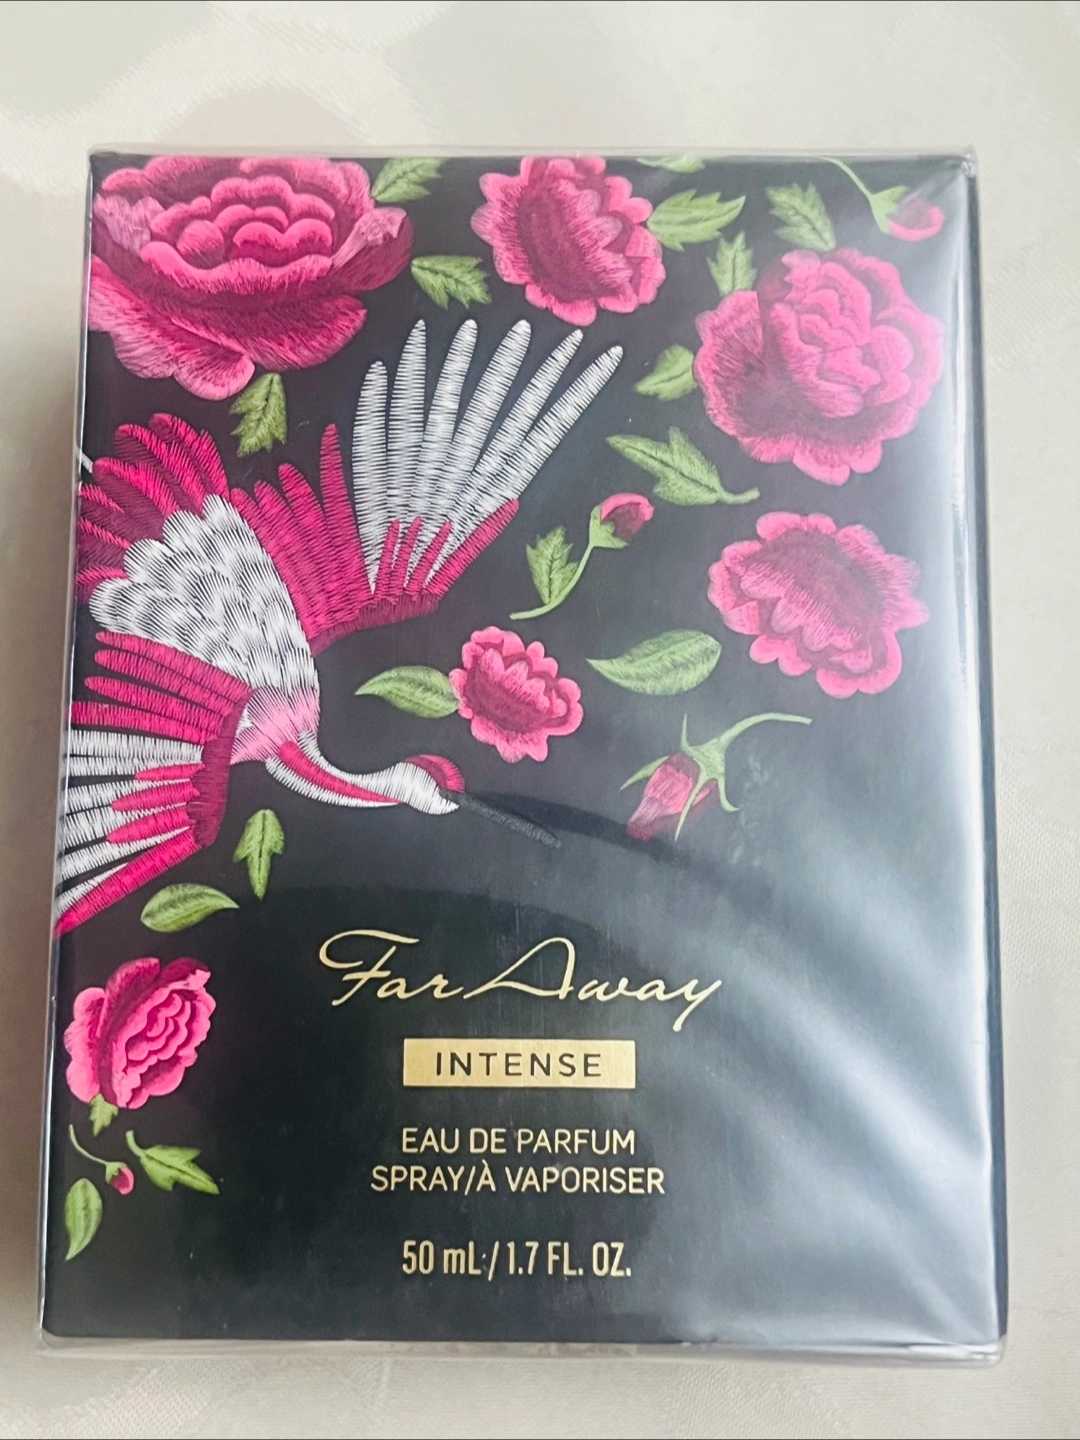 Far Away
INTENSE
EAU DE PARFUM
SPRAY/À VAPORISER
50 mL / 1.7 FL. OZ.